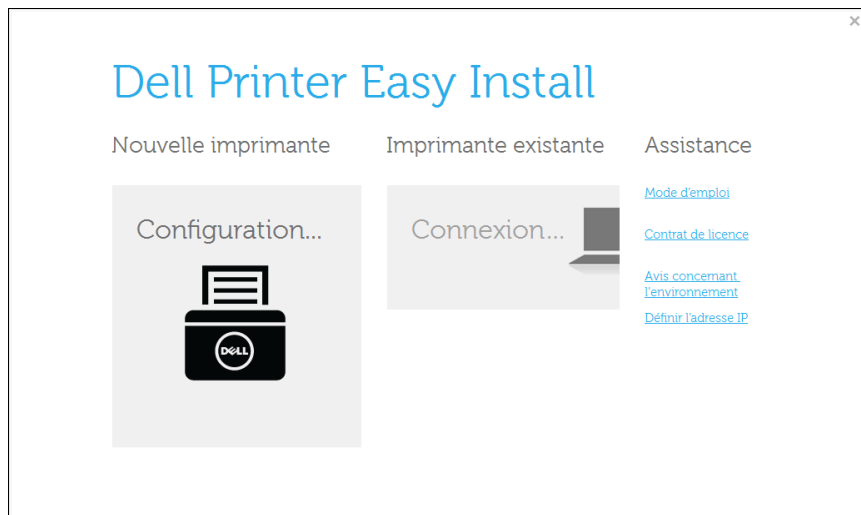 ×
Dell Printer Easy Install
Nouvelle imprimante
Imprimante existante
Assistance
Configuration...
DELL
Connexion...
Mode d'emploi
Contrat de licence
Avis concernant
l'environnement
Définir l'adresse IP